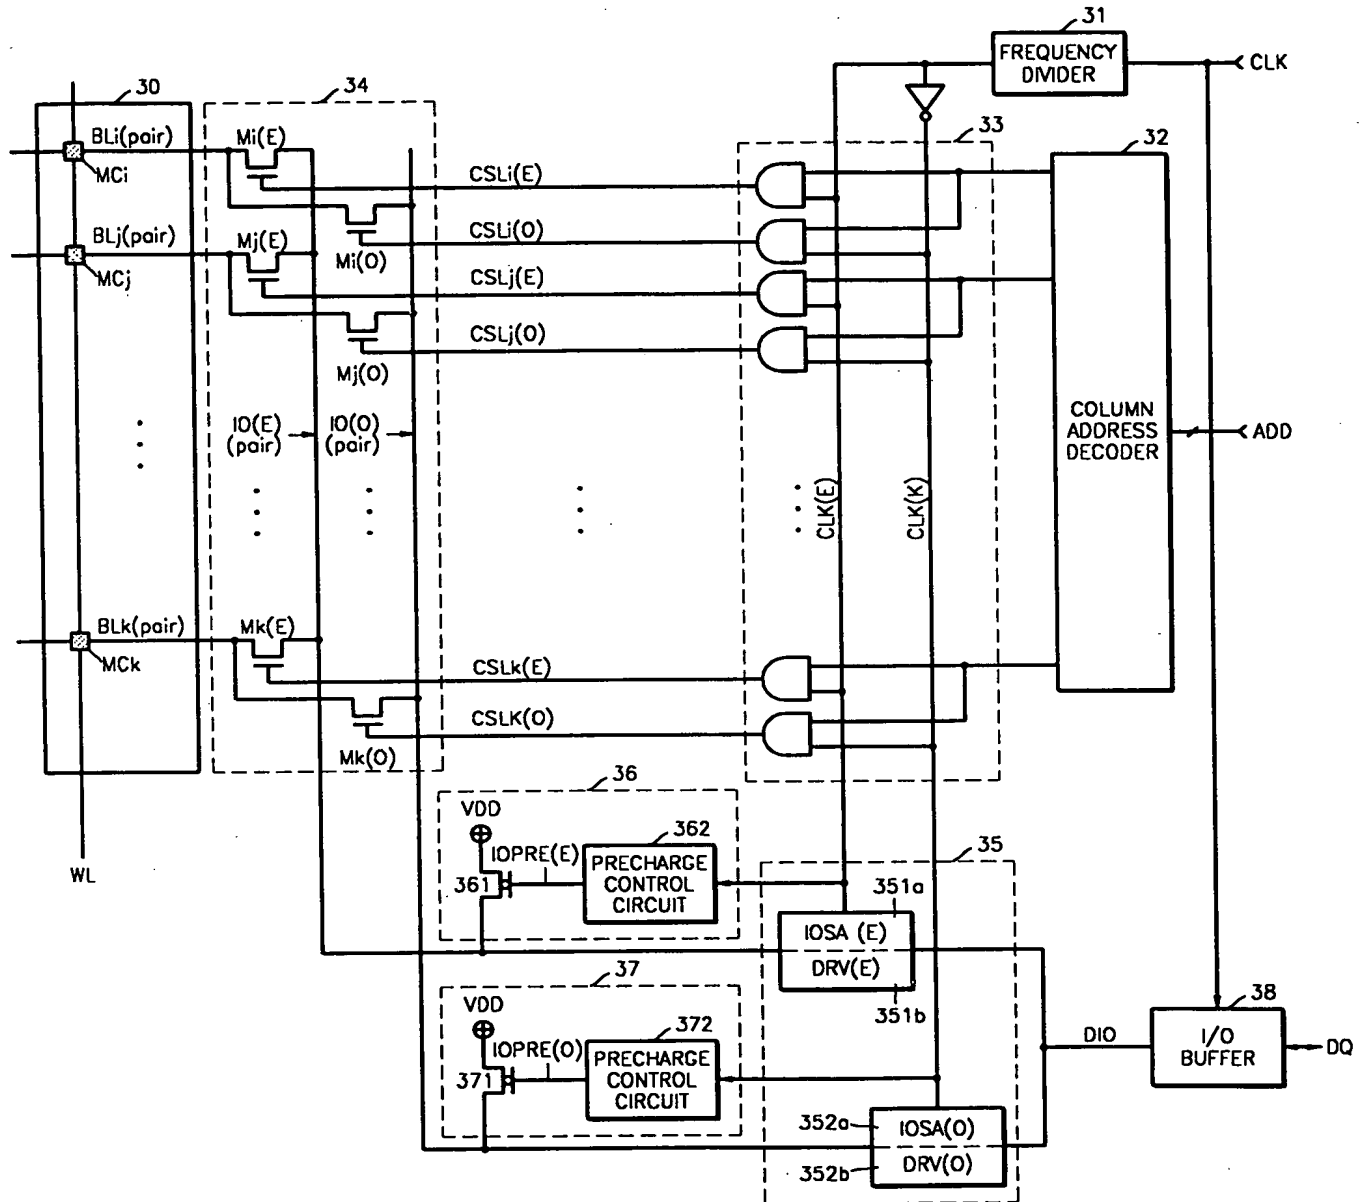 31
FREQUENCY
DIVIDER
CLK
30
34
33
32
BLi(pair)
Mi(E)
MCi
CSLi(E)
BLj(pair)
Mj(E)
Mi(O)
CSLi(O)
MCj
CSLj(E)
Mj(O)
CSLj(O)
IO(E)
(pair)
IO(O)
(pair)
COLUMN
ADDRESS
DECODER
ADD
CLK(E)
CLK(K)
BLk(pair)
Mk(E)
MCk
CSLk(E)
Mk(O)
CSLK(O)
WL
36
VDD
IOPRE(E)
362
361
PRECHARGE
CONTROL
CIRCUIT
35
351a
IOSA (E)
DRV(E)
351b
37
VDD
IOPRE(O)
372
371
PRECHARGE
CONTROL
CIRCUIT
38
DIO
I/O
BUFFER
DQ
352a
IOSA(O)
352b
DRV(O)